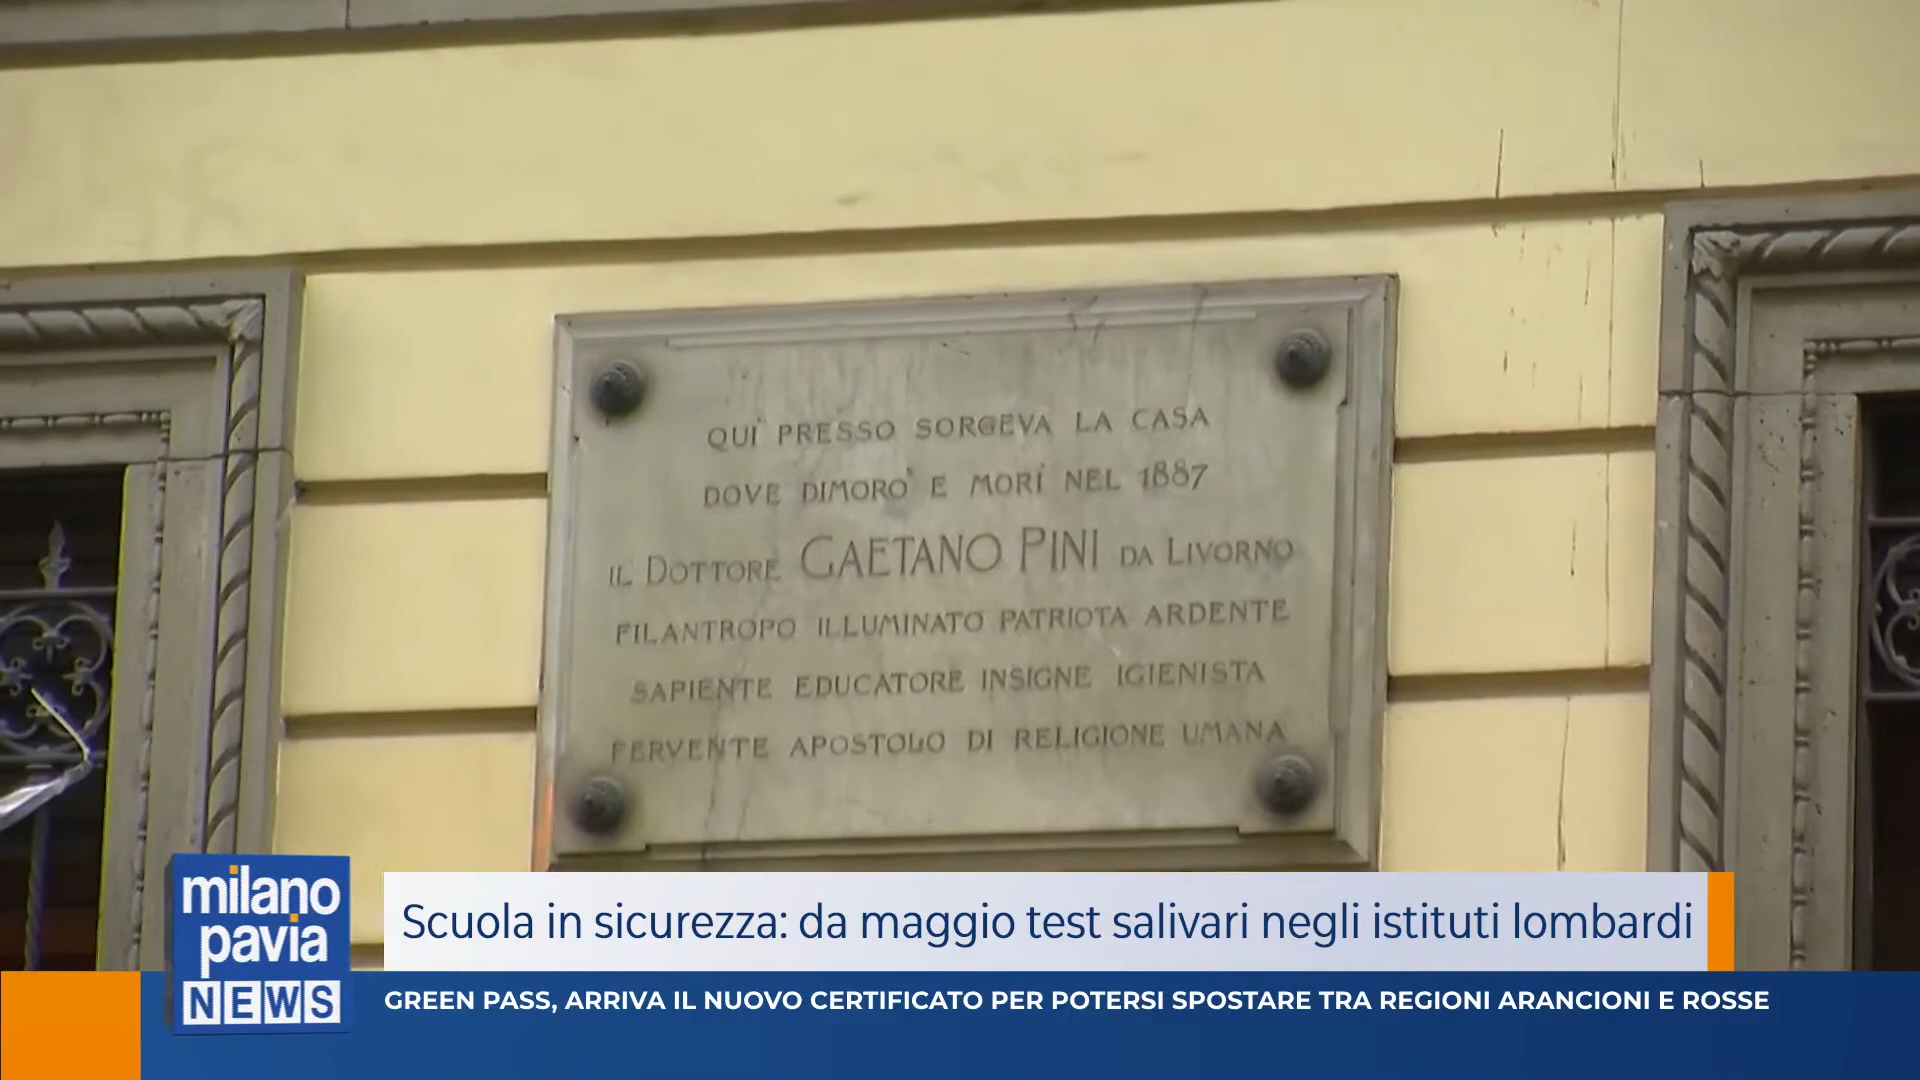 QUI PRESSO SORGEVA LA CASA
DOVE DIMORO' E MORÌ NEL 1887
IL DOTTORE GAETANO PINI DA LIVORNO
FILANTROPO ILLUMINATO PATRIOTA ARDENTE
SAPIENTE EDUCATORE INSIGNE IGIENISTA
FERVENTE APOSTOLO DI RELIGIONE UMANA
milano
pavia
NEWS
Scuola in sicurezza: da maggio test salivari negli istituti lombardi
GREEN PASS, ARRIVA IL NUOVO CERTIFICATO PER POTERSI SPOSTARE TRA REGIONI ARANCIONI E ROSSE